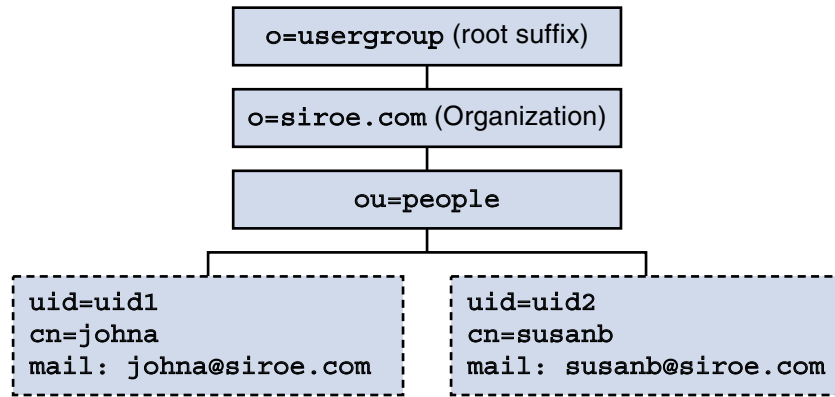 o=usergroup (root suffix)
o=siroe.com (Organization)
ou=people
uid=uid1
cn=johna
mail: johna@siroe.com
uid=uid2
cn=susanb
mail: susanb@siroe.com